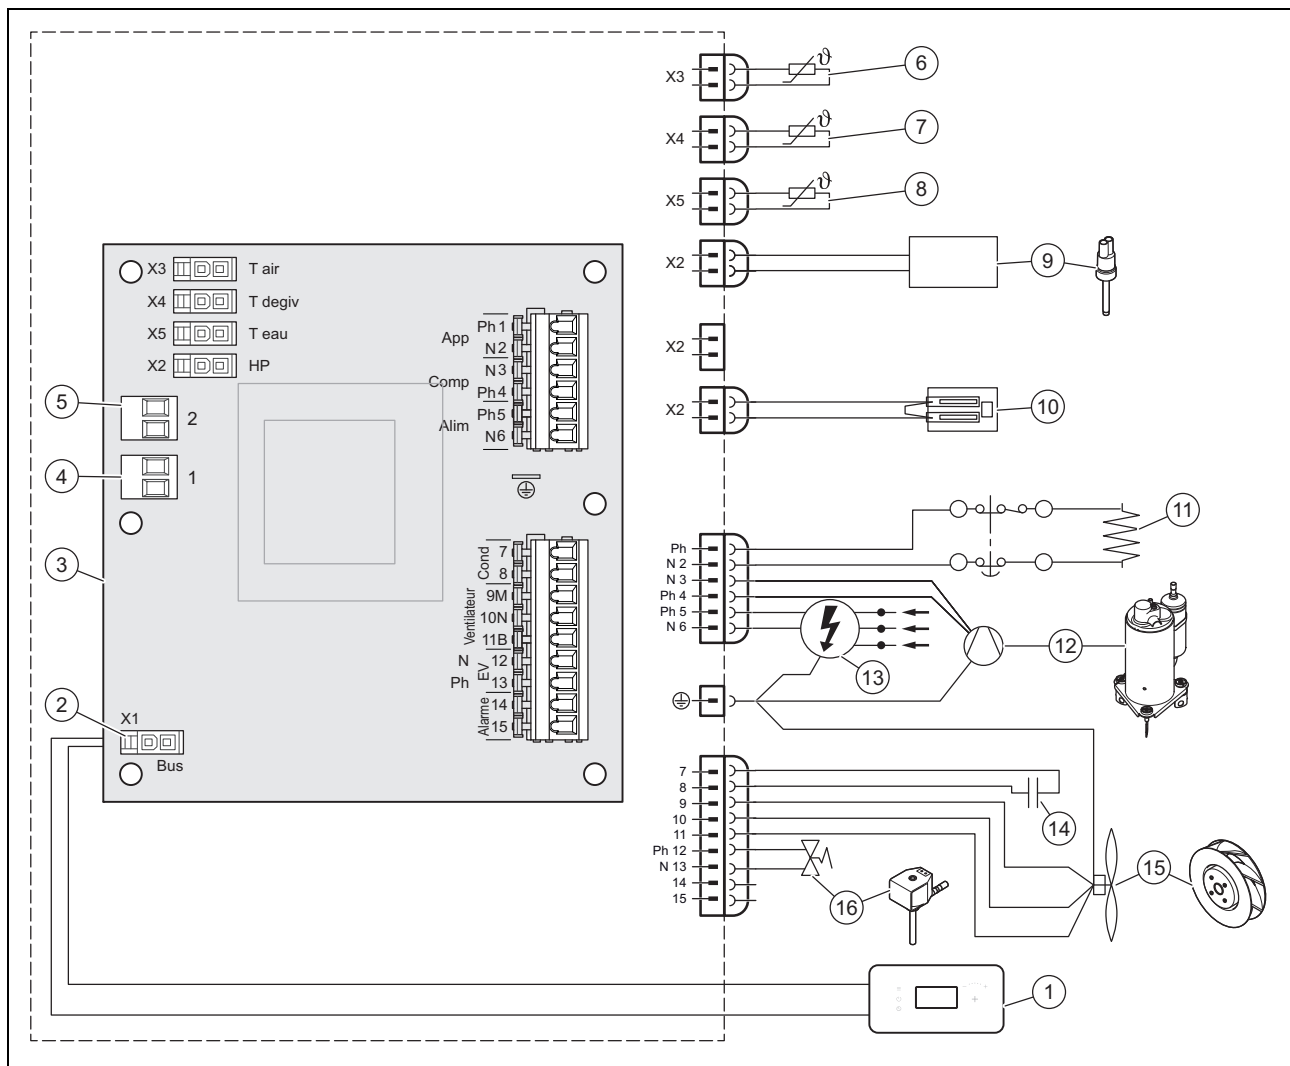 X3 T air
X4 T degiv
X5 T eau
X2 HP
5
2
4
1
3
2
X1
Bus
App
Comp
Alim
Ph 1
N 2
N 3
Ph 4
Ph 5
N 6
Cond
Ventilateur
EV
Alarme
N
Ph
7
8
9M
10N
11B
12
13
14
15
X3 ϑ 6
X4 ϑ 7
X5 ϑ 8
X2 9
X2
X2 10
Ph
N 2
N 3
Ph 4
Ph 5
N 6
11
12
13
7
8
9
10
11
Ph 12
N 13
14
15
14
15
16
1